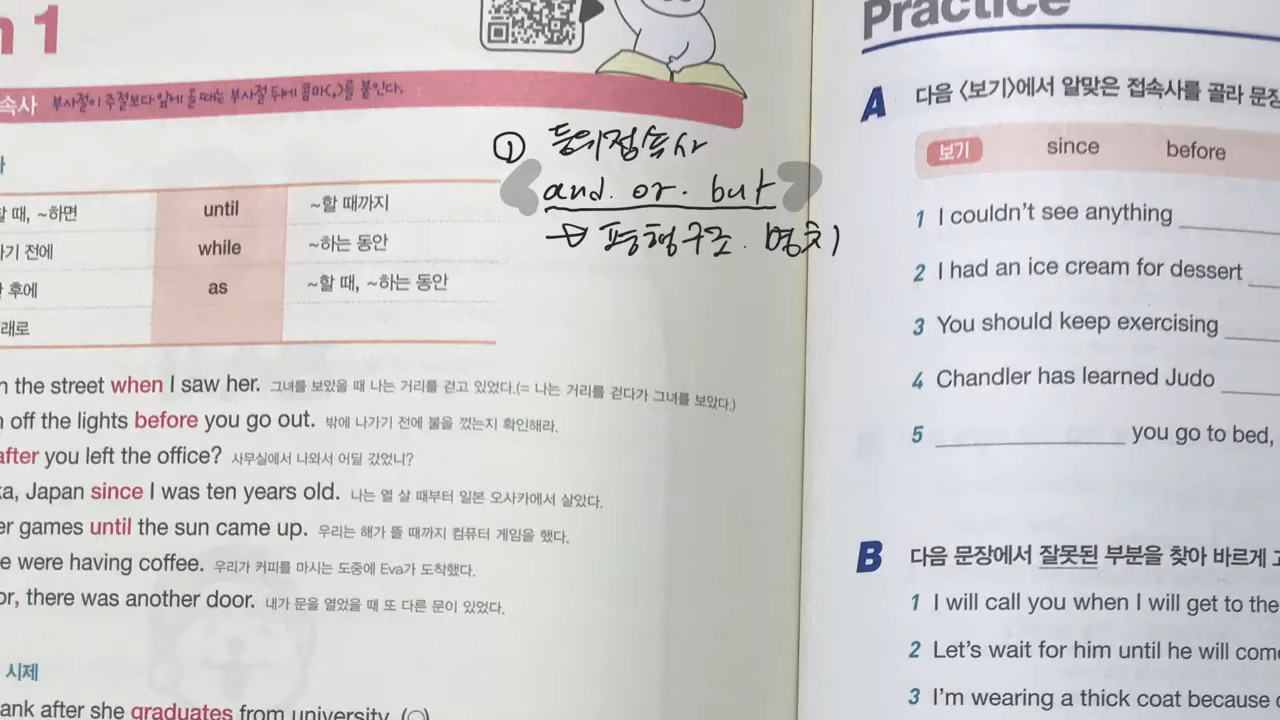 1
속사 부사절이 주절보다 앞에 올 때는 부사절 뒤에 콤마(,)를 붙인다.
① 등위접속사
and. or. but
→ 평행구조. 병치
할 때, ~하면 until ~할 때까지
가기 전에 while ~하는 동안
후에 as ~할 때, ~하는 동안
래로
the street when I saw her. 그녀를 보았을 때 나는 거리를 걷고 있었다.(= 나는 거리를 걷다가 그녀를 보았다.)
off the lights before you go out. 밖에 나가기 전에 불을 껐는지 확인해라.
after you left the office? 사무실에서 나와서 어딜 갔었니?
ka, Japan since I was ten years old. 나는 열 살 때부터 일본 오사카에서 살았다.
er games until the sun came up. 우리는 해가 뜰 때까지 컴퓨터 게임을 했다.
e were having coffee. 우리가 커피를 마시는 도중에 Eva가 도착했다.
or, there was another door. 내가 문을 열었을 때 또 다른 문이 있었다.
시제
ank after she graduates from university. (○)
Practice
A 다음 〈보기〉에서 알맞은 접속사를 골라 문장
보기 since before
1 I couldn't see anything
2 I had an ice cream for dessert
3 You should keep exercising
4 Chandler has learned Judo
5 you go to bed,
B 다음 문장에서 잘못된 부분을 찾아 바르게 고
1 I will call you when I will get to the
2 Let's wait for him until he will come
3 I'm wearing a thick coat because